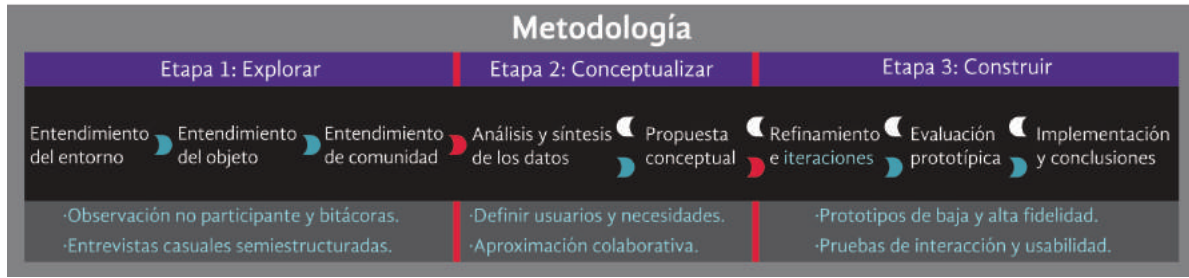 Metodología
Etapa 1: Explorar
Etapa 2: Conceptualizar
Etapa 3: Construir
Entendimiento
del entorno
Entendimiento
del objeto
Entendimiento
de comunidad
Análisis y síntesis
de los datos
Propuesta
conceptual
Refinamiento
e iteraciones
Evaluación
prototípica
Implementación
y conclusiones
·Observación no participante y bitácoras.
·Entrevistas casuales semiestructuradas.
·Definir usuarios y necesidades.
·Aproximación colaborativa.
·Prototipos de baja y alta fidelidad.
·Pruebas de interacción y usabilidad.